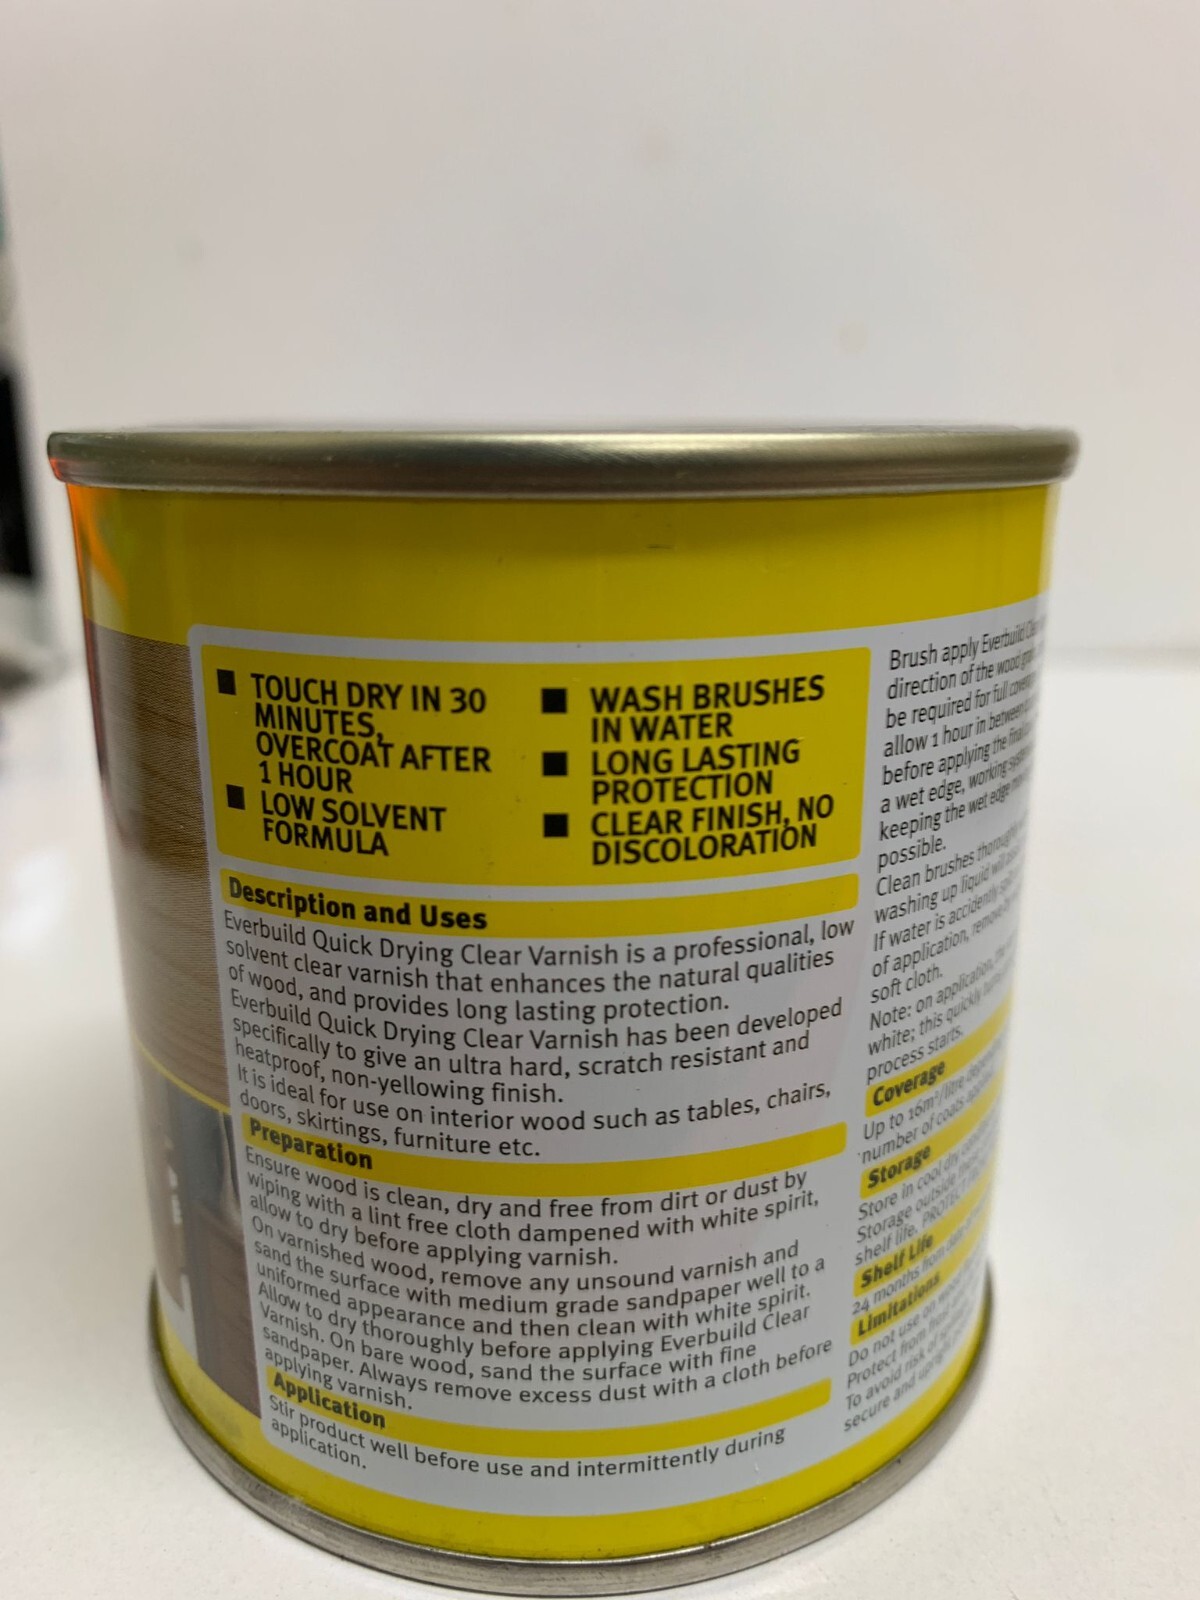 ■ TOUCH DRY IN 30
MINUTES,
OVERCOAT AFTER
1 HOUR
■ LOW SOLVENT
FORMULA
■ WASH BRUSHES
IN WATER
■ LONG LASTING
PROTECTION
■ CLEAR FINISH, NO
DISCOLORATION
Description and Uses
Everbuild Quick Drying Clear Varnish is a professional, low
solvent clear varnish that enhances the natural qualities
of wood, and provides long lasting protection.
Everbuild Quick Drying Clear Varnish has been developed
specifically to give an ultra hard, scratch resistant and
heatproof, non-yellowing finish.
It is ideal for use on interior wood such as tables, chairs,
doors, skirtings, furniture etc.
Preparation
Ensure wood is clean, dry and free from dirt or dust by
wiping with a lint free cloth dampened with white spirit,
allow to dry before applying varnish.
On varnished wood, remove any unsound varnish and
sand the surface with medium grade sandpaper well to a
uniformed appearance and then clean with white spirit.
Allow to dry thoroughly before applying Everbuild Clear
Varnish. On bare wood, sand the surface with fine
sandpaper. Always remove excess dust with a cloth before
applying varnish.
Application
Stir product well before use and intermittently during
application.
Brush apply Everbuild
direction of the wood
be required for full
allow 1 hour in between
before applying the final
a wet edge, working
keeping the wet edge
possible.
Clean brushes
washing up liquid will
If water is accidently
of application, remove
soft cloth.
Note: on application, the
white; this quickly
process starts.
Coverage
Up to 16m²/litre
number of coats
Storage
Store in cool dry
Storage outside
shelf life. PROTECT
Shelf Life
24 months from
Limitations
Do not use on
Protect from
To avoid risk of
secure and